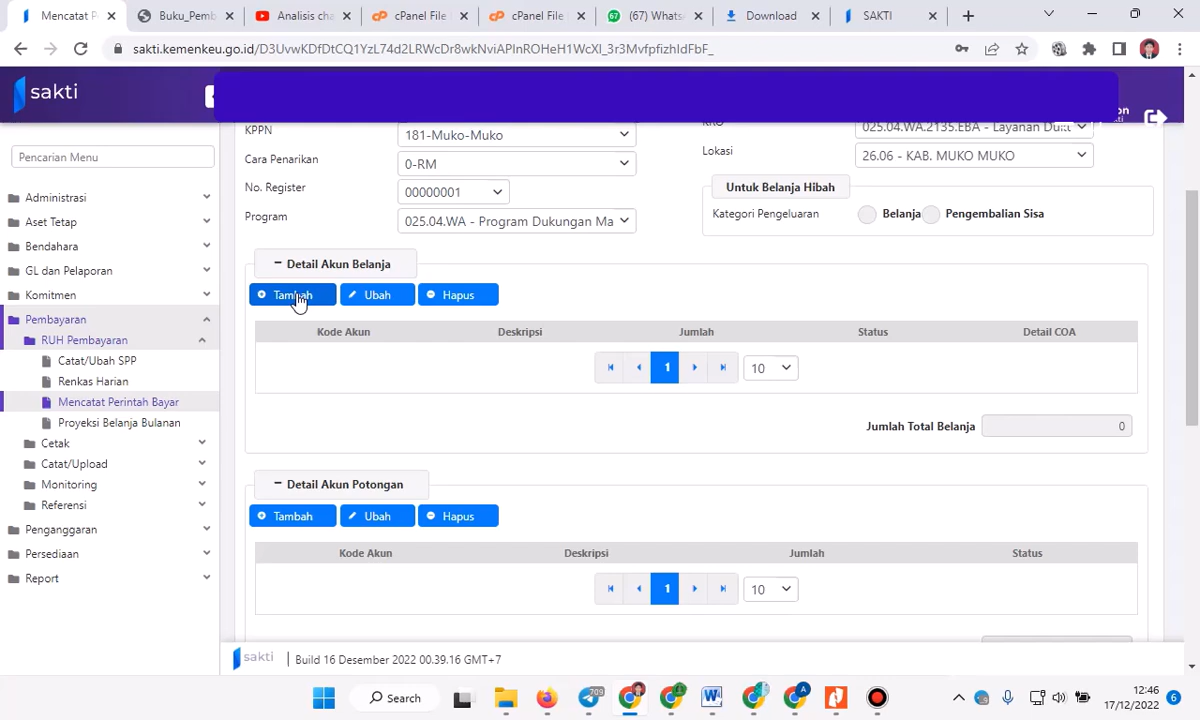 Mencatat P
Buku_Pemb
Analisis cha
cPanel File
cPanel File
(67) Whats
Download
SAKTI
sakti.kemenkeu.go.id/D3UvwKDfDtCQ1YzL74d2LRWcDr8wkNviAPlnROHeH1WcXI_3r3MvfpfizhIdFbF_
sakti
on
Pencarian Menu
Administrasi
Aset Tetap
Bendahara
GL dan Pelaporan
Komitmen
Pembayaran
RUH Pembayaran
Catat/Ubah SPP
Renkas Harian
Mencatat Perintah Bayar
Proyeksi Belanja Bulanan
Cetak
Catat/Upload
Monitoring
Referensi
Penganggaran
Persediaan
Report
KPPN
181-Muko-Muko
Cara Penarikan
0-RM
No. Register
00000001
Program
025.04.WA - Program Dukungan Ma
KRO
025.04.WA.2135.EBA - Layanan Duk
Lokasi
26.06 - KAB. MUKO MUKO
Untuk Belanja Hibah
Kategori Pengeluaran
Belanja
Pengembalian Sisa
Detail Akun Belanja
Tambah
Ubah
Hapus
Kode Akun Deskripsi Jumlah Status Detail COA
1
10
Jumlah Total Belanja 0
Detail Akun Potongan
Tambah
Ubah
Hapus
Kode Akun Deskripsi Jumlah Status
1
10
sakti
Build 16 Desember 2022 00.39.16 GMT+7
Search
709
12:46
17/12/2022
6